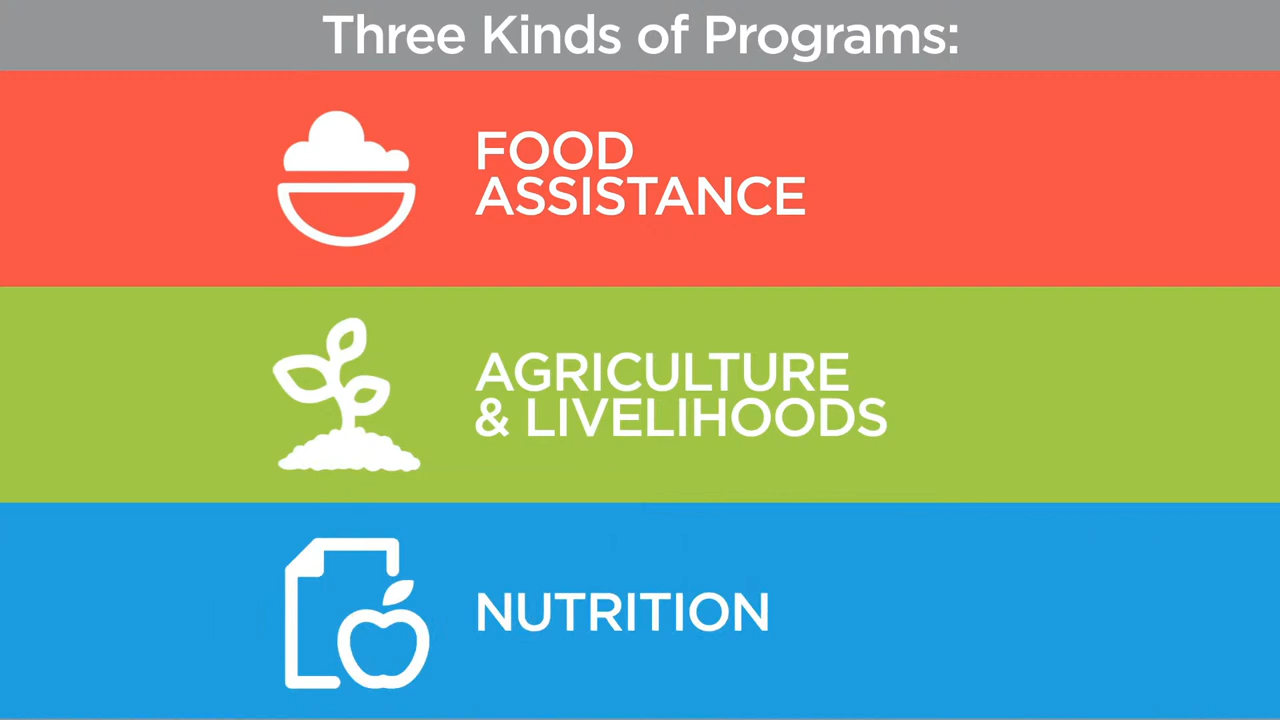 Three Kinds of Programs:
FOOD
ASSISTANCE
AGRICULTURE
& LIVELIHOODS
NUTRITION